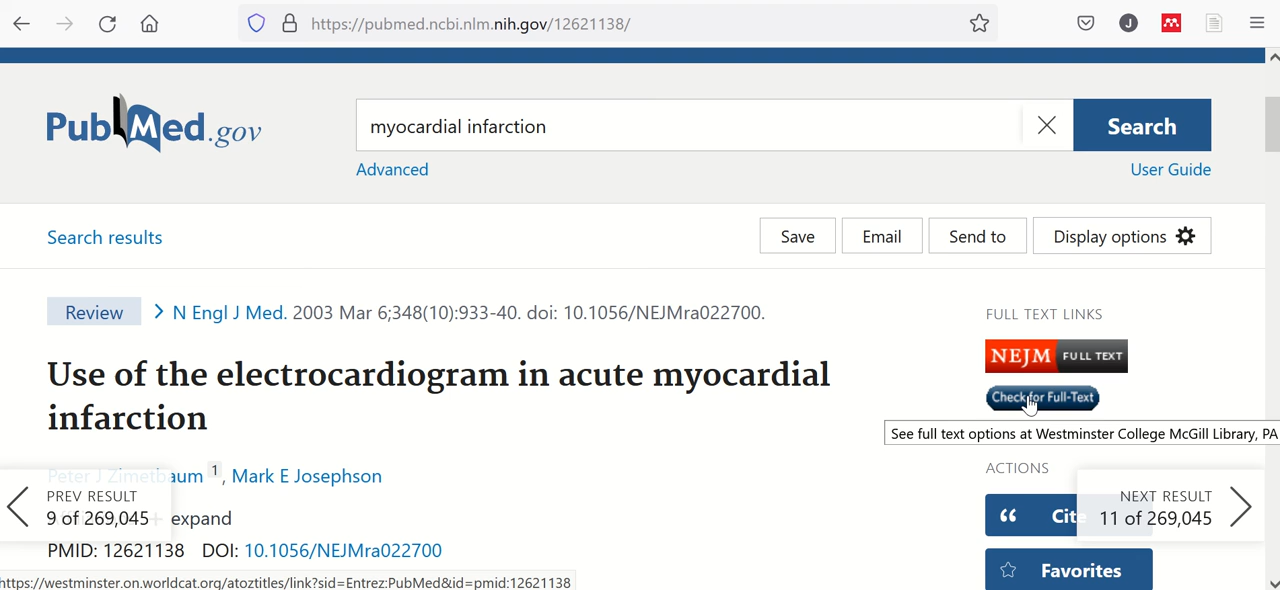 https://pubmed.ncbi.nlm.nih.gov/12621138/
J
PubMed.gov
myocardial infarction
Search
Advanced
User Guide
Search results
Save
Email
Send to
Display options
Review
N Engl J Med. 2003 Mar 6;348(10):933-40. doi: 10.1056/NEJMra022700.
FULL TEXT LINKS
NEJM FULL TEXT
Check for Full-Text
See full text options at Westminster College McGill Library, PA
Use of the electrocardiogram in acute myocardial
infarction
Peter J Zimetbaum 1, Mark E Josephson
ACTIONS
PREV RESULT
9 of 269,045
+ expand
NEXT RESULT
11 of 269,045
Cite
PMID: 12621138 DOI: 10.1056/NEJMra022700
Favorites
https://westminster.on.worldcat.org/atoztitles/link?sid=Entrez:PubMed&id=pmid:12621138